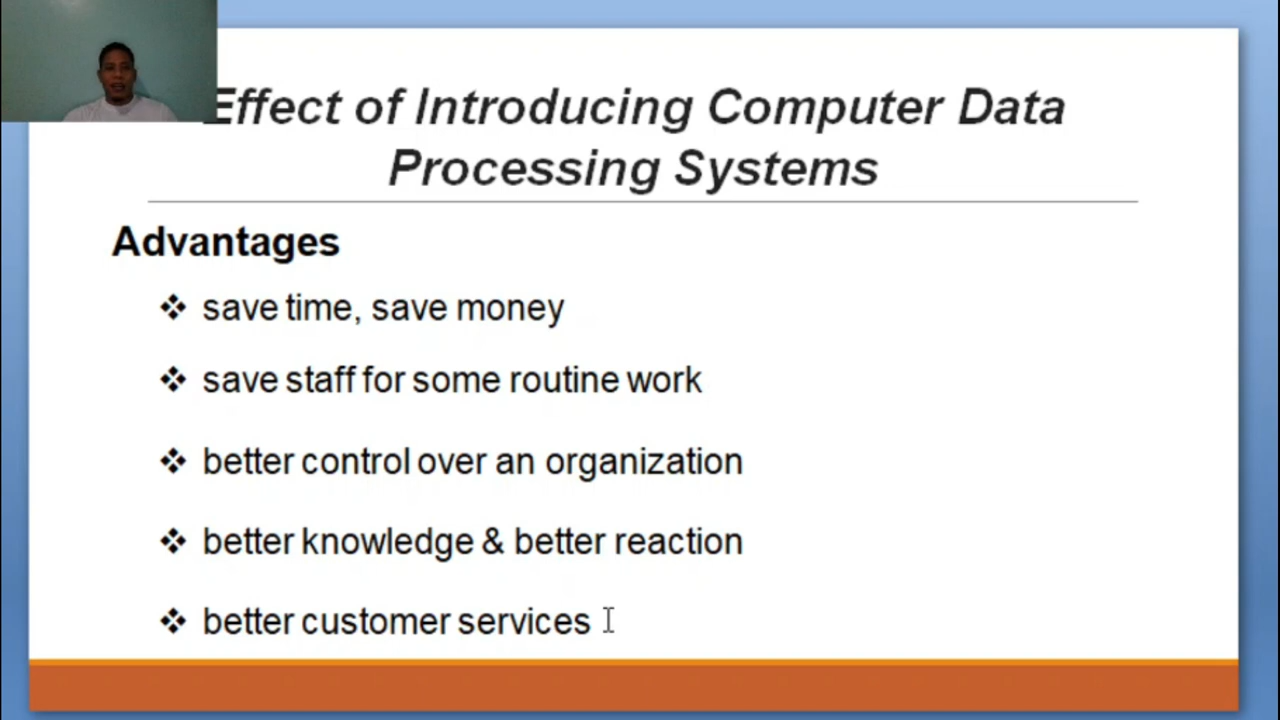 Effect of Introducing Computer Data
Processing Systems
Advantages
❖ save time, save money
❖ save staff for some routine work
❖ better control over an organization
❖ better knowledge & better reaction
❖ better customer services